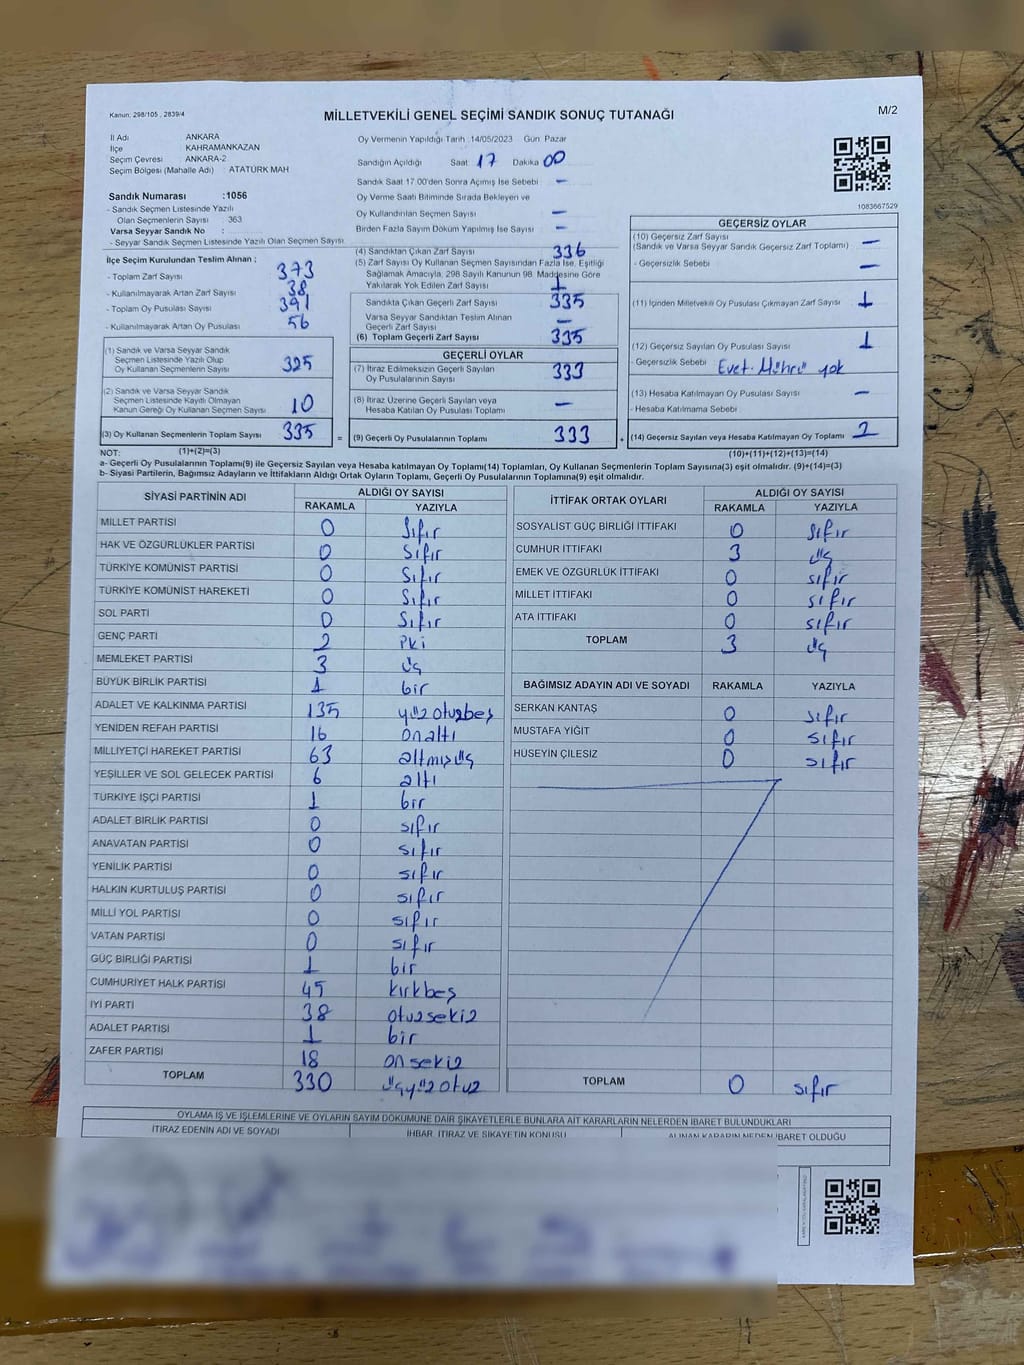 Kanun: 298/105 , 2839/4
MİLLETVEKİLİ GENEL SEÇİMİ SANDIK SONUÇ TUTANAĞI
M/2
İl Adı ANKARA
İlçe KAHRAMANKAZAN
Seçim Çevresi ANKARA-2
Seçim Bölgesi (Mahalle Adı) : ATATÜRK MAH
Sandık Numarası :1056
- Sandık Seçmen Listesinde Yazılı
Olan Seçmenlerin Sayısı 363
Varsa Seyyar Sandık No :
- Seyyar Sandık Seçmen Listesinde Yazılı Olan Seçmen Sayısı
Oy Vermenin Yapıldığı Tarih :14/05/2023 Gün: Pazar
Sandığın Açıldığı Saat 17 Dakika 00
Sandık Saat 17.00'den Sonra Açımış İse Sebebi –
Oy Verme Saati Bitiminde Sırada Bekleyen ve
Oy Kullandırılan Seçmen Sayısı –
Birden Fazla Sayım Döküm Yapılmış İse Sayısı –
1083667529
İlçe Seçim Kurulundan Teslim Alınan ;
- Toplam Zarf Sayısı 373
- Kullanılmayarak Artan Zarf Sayısı 38
- Toplam Oy Pusulası Sayısı 391
- Kullanılmayarak Artan Oy Pusulası 56
(4) Sandıktan Çıkan Zarf Sayısı 336
(5) Zarf Sayısı Oy Kullanan Seçmen Sayısından Fazla İse, Eşitliği
Sağlamak Amacıyla, 298 Sayılı Kanunun 98. Maddesine Göre
Yakılarak Yok Edilen Zarf Sayısı 1
Sandıkta Çıkan Geçerli Zarf Sayısı 335
Varsa Seyyar Sandıktan Teslim Alınan
Geçerli Zarf Sayısı –
(6) Toplam Geçerli Zarf Sayısı 335
GEÇERSİZ OYLAR
(10) Geçersiz Zarf Sayısı
(Sandık ve Varsa Seyyar Sandık Geçersiz Zarf Toplamı) –
- Geçersizlik Sebebi –
(11) İçinden Milletvekili Oy Pusulası Çıkmayan Zarf Sayısı 1
(12) Geçersiz Sayılan Oy Pusulası Sayısı 1
- Geçersizlik Sebebi Evet Mührü yok
(13) Hesaba Katılmayan Oy Pusulası Sayısı –
- Hesaba Katılmama Sebebi
(14) Geçersiz Sayılan veya Hesaba Katılmayan Oy Toplamı 2
(10)+(11)+(12)+(13)=(14)
(1) Sandık ve Varsa Seyyar Sandık
Seçmen Listesinde Yazılı Olup
Oy Kullanan Seçmenlerin Sayısı 325
(2) Sandık ve Varsa Seyyar Sandık
Seçmen Listesinde Kayıtlı Olmayan
Kanun Gereği Oy Kullanan Seçmen Sayısı 10
(3) Oy Kullanan Seçmenlerin Toplam Sayısı 335 =
(1)+(2)=(3)
GEÇERLİ OYLAR
(7) İtiraz Edilmeksizin Geçerli Sayılan
Oy Pusulalarının Sayısı 333
(8) İtiraz Üzerine Geçerli Sayılan veya
Hesaba Katılan Oy Pusulası Toplamı –
(9) Geçerli Oy Pusulalarının Toplamı 333 +
NOT:
a- Geçerli Oy Pusulalarının Toplamı(9) ile Geçersiz Sayılan veya Hesaba katılmayan Oy Toplamı(14) Toplamları, Oy Kullanan Seçmenlerin Toplam Sayısına(3) eşit olmalıdır. (9)+(14)=(3)
b- Siyasi Partilerin, Bağımsız Adayların ve İttifakların Aldığı Ortak Oyların Toplamı, Geçerli Oy Pusulalarının Toplamına(9) eşit olmalıdır.
SİYASİ PARTİNİN ADI ALDIĞI OY SAYISI
RAKAMLA YAZIYLA
MİLLET PARTİSİ 0 Sıfır
HAK VE ÖZGÜRLÜKLER PARTİSİ 0 Sıfır
TÜRKİYE KOMÜNİST PARTİSİ 0 Sıfır
TÜRKİYE KOMÜNİST HAREKETİ 0 Sıfır
SOL PARTİ 0 Sıfır
GENÇ PARTİ 2 İki
MEMLEKET PARTİSİ 3 üç
BÜYÜK BİRLİK PARTİSİ 1 bir
ADALET VE KALKINMA PARTİSİ 135 yüzotuzbeş
YENİDEN REFAH PARTİSİ 16 onaltı
MİLLİYETÇİ HAREKET PARTİSİ 63 altmışüç
YEŞİLLER VE SOL GELECEK PARTİSİ 6 altı
TÜRKİYE İŞÇİ PARTİSİ 1 bir
ADALET BİRLİK PARTİSİ 0 sıfır
ANAVATAN PARTİSİ 0 sıfır
YENİLİK PARTİSİ 0 sıfır
HALKIN KURTULUŞ PARTİSİ 0 sıfır
MİLLİ YOL PARTİSİ 0 sıfır
VATAN PARTİSİ 0 sıfır
GÜÇ BİRLİĞİ PARTİSİ 1 bir
CUMHURİYET HALK PARTİSİ 45 kırkbeş
İYİ PARTİ 38 otuzsekiz
ADALET PARTİSİ 1 bir
ZAFER PARTİSİ 18 onsekiz
TOPLAM 330 üçyüzotuz
İTTİFAK ORTAK OYLARI ALDIĞI OY SAYISI
RAKAMLA YAZIYLA
SOSYALİST GÜÇ BİRLİĞİ İTTİFAKI 0 sıfır
CUMHUR İTTİFAKI 3 üç
EMEK VE ÖZGÜRLÜK İTTİFAKI 0 sıfır
MİLLET İTTİFAKI 0 sıfır
ATA İTTİFAKI 0 sıfır
TOPLAM 3 üç
BAĞIMSIZ ADAYIN ADI VE SOYADI RAKAMLA YAZIYLA
SERKAN KANTAŞ 0 sıfır
MUSTAFA YİĞİT 0 sıfır
HÜSEYİN ÇİLESİZ 0 sıfır
TOPLAM 0 sıfır
OYLAMA İŞ VE İŞLEMLERİNE VE OYLARIN SAYIM DÖKÜMÜNE DAİR ŞİKAYETLERLE BUNLARA AİT KARARLARIN NELERDEN İBARET BULUNDUKLARI
İTİRAZ EDENİN ADI VE SOYADI İHBAR, İTİRAZ VE ŞİKAYETİN KONUSU ALINAN KARARIN NEDEN İBARET OLDUĞU